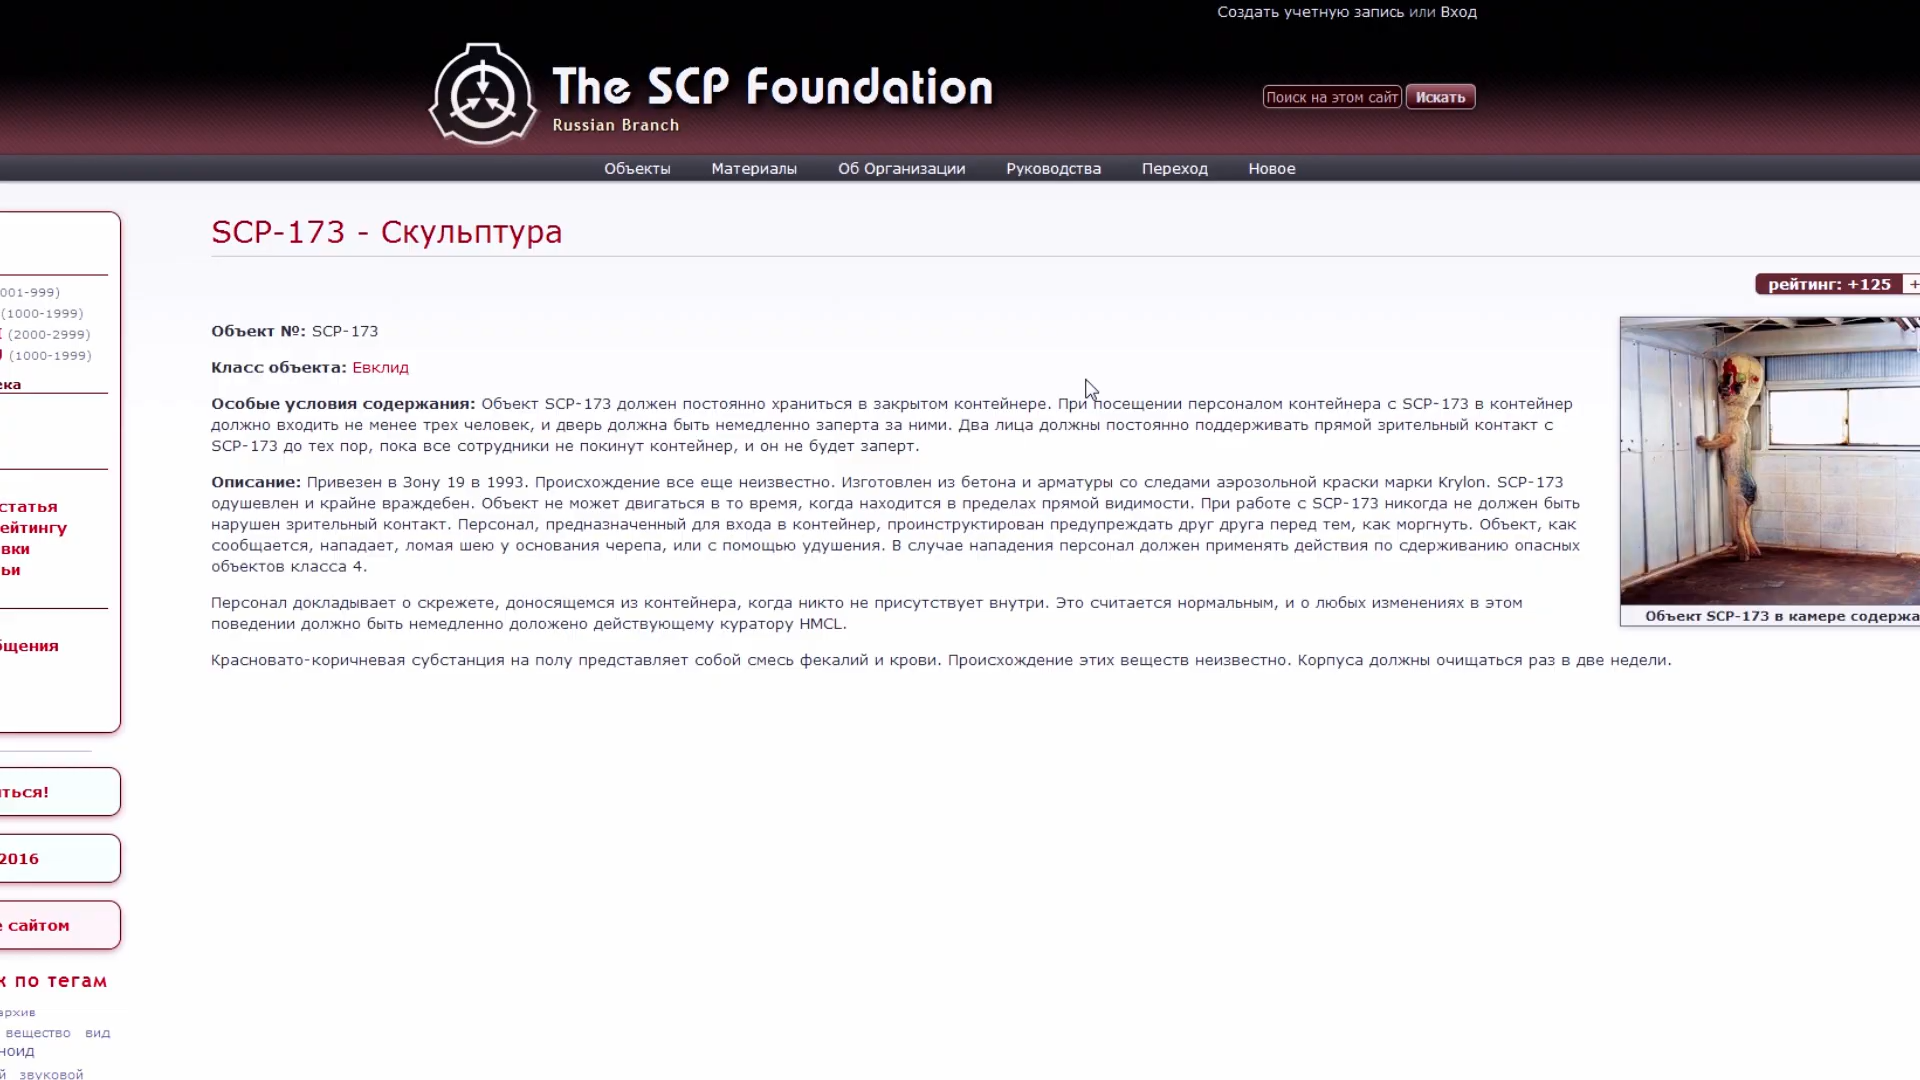 Создать учетную запись или Вход
The SCP Foundation
Russian Branch
Поиск на этом сайт
Искать
Объекты Материалы Об Организации Руководства Переход Новое
SCP-173 - Скульптура
рейтинг: +125 +
Объект №: SCP-173
Класс объекта: Евклид
Особые условия содержания: Объект SCP-173 должен постоянно храниться в закрытом контейнере. При посещении персоналом контейнера с SCP-173 в контейнер
должно входить не менее трех человек, и дверь должна быть немедленно заперта за ними. Два лица должны постоянно поддерживать прямой зрительный контакт с
SCP-173 до тех пор, пока все сотрудники не покинут контейнер, и он не будет заперт.
Описание: Привезен в Зону 19 в 1993. Происхождение все еще неизвестно. Изготовлен из бетона и арматуры со следами аэрозольной краски марки Krylon. SCP-173
одушевлен и крайне враждебен. Объект не может двигаться в то время, когда находится в пределах прямой видимости. При работе с SCP-173 никогда не должен быть
нарушен зрительный контакт. Персонал, предназначенный для входа в контейнер, проинструктирован предупреждать друг друга перед тем, как моргнуть. Объект, как
сообщается, нападает, ломая шею у основания черепа, или с помощью удушения. В случае нападения персонал должен применять действия по сдерживанию опасных
объектов класса 4.
Персонал докладывает о скрежете, доносящемся из контейнера, когда никто не присутствует внутри. Это считается нормальным, и о любых изменениях в этом
поведении должно быть немедленно доложено действующему куратору HMCL.
Красновато-коричневая субстанция на полу представляет собой смесь фекалий и крови. Происхождение этих веществ неизвестно. Корпуса должны очищаться раз в две недели.
Объект SCP-173 в камере содержа
001-999)
(1000-1999)
(2000-2999)
(1000-1999)
ека
статья
ейтингу
вки
ьи
бщения
ться!
2016
е сайтом
к по тегам
архив
вещество вид
ноид
й звуковой